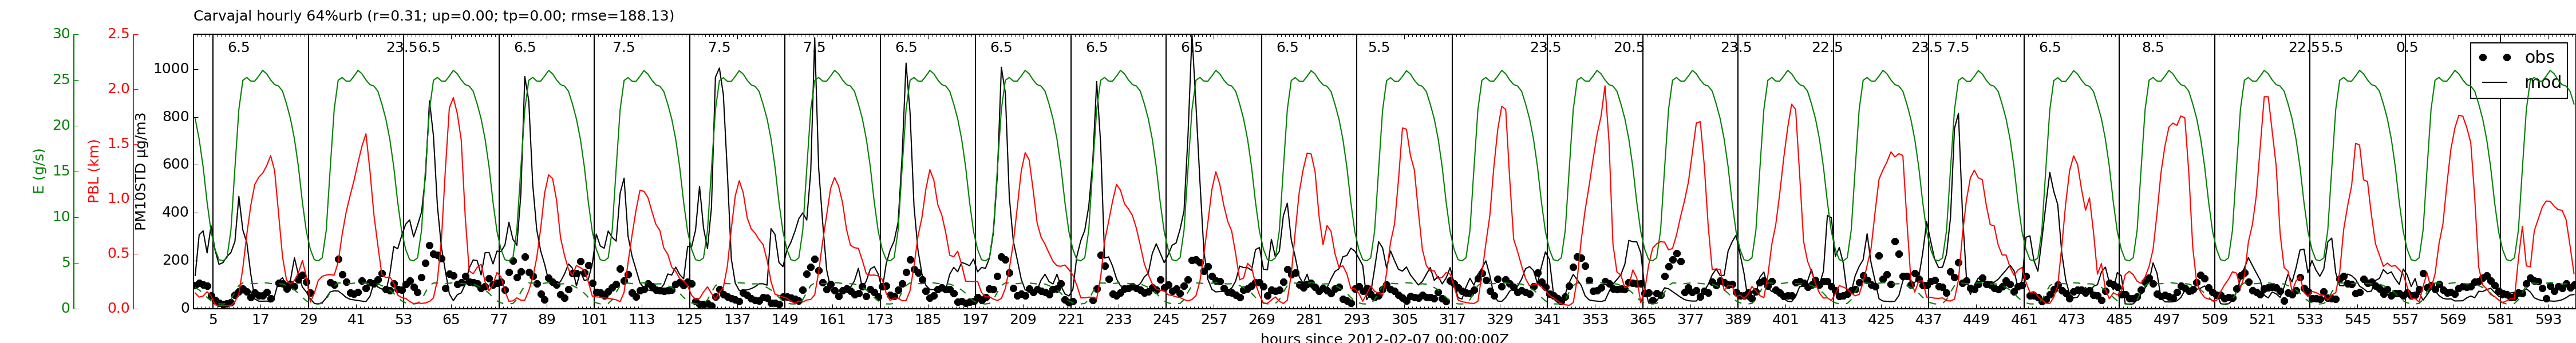 Carvajal hourly 64%urb (r=0.31; up=0.00; tp=0.00; rmse=188.13)
30 25 20 15 10 5 0
E (g/s)
2.5 2.0 1.5 1.0 0.5 0.0
PBL (km)
1000 800 600 400 200 0
PM10STD µg/m3
6.5 23.5 6.5 6.5 7.5 7.5 7.5 6.5 6.5 6.5 6.5 6.5 5.5 23.5 20.5 23.5 22.5 23.5 7.5 6.5 8.5 22.5 5.5 0.5
obs
mod
5 17 29 41 53 65 77 89 101 113 125 137 149 161 173 185 197 209 221 233 245 257 269 281 293 305 317 329 341 353 365 377 389 401 413 425 437 449 461 473 485 497 509 521 533 545 557 569 581 593
hours since 2012-02-07 00:00:00Z